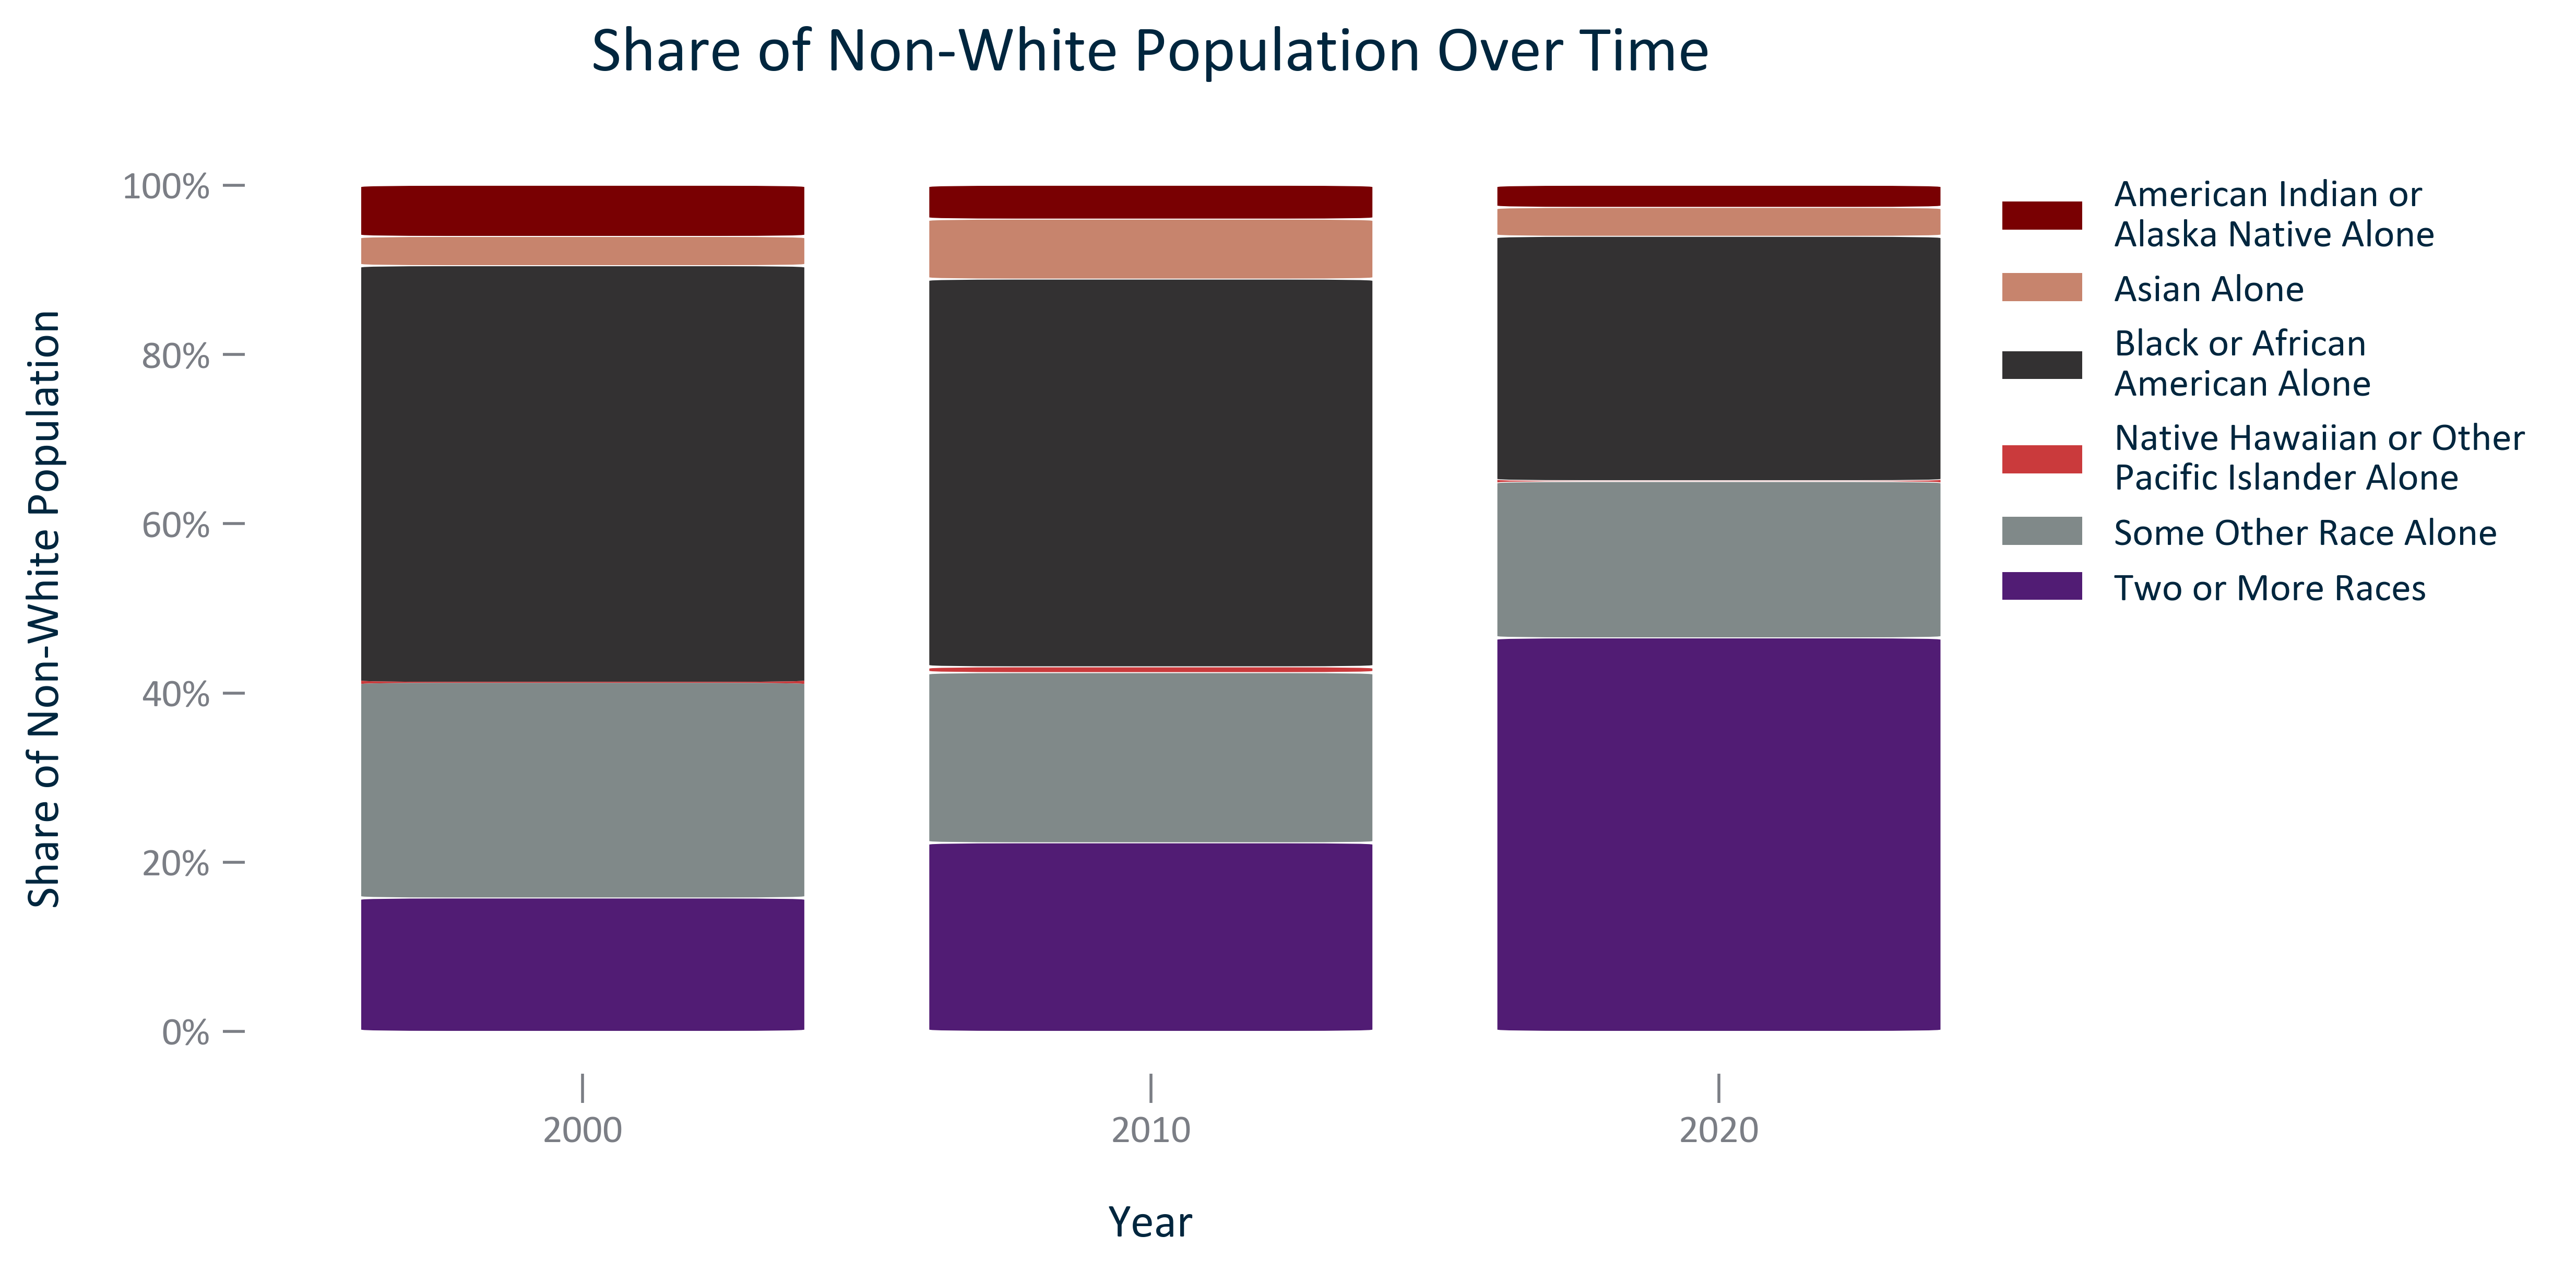 Share of Non-White Population Over Time
Share of Non-White Population
100%
80%
60%
40%
20%
0%
2000
2010
2020
Year
American Indian or
Alaska Native Alone
Asian Alone
Black or African
American Alone
Native Hawaiian or Other
Pacific Islander Alone
Some Other Race Alone
Two or More Races